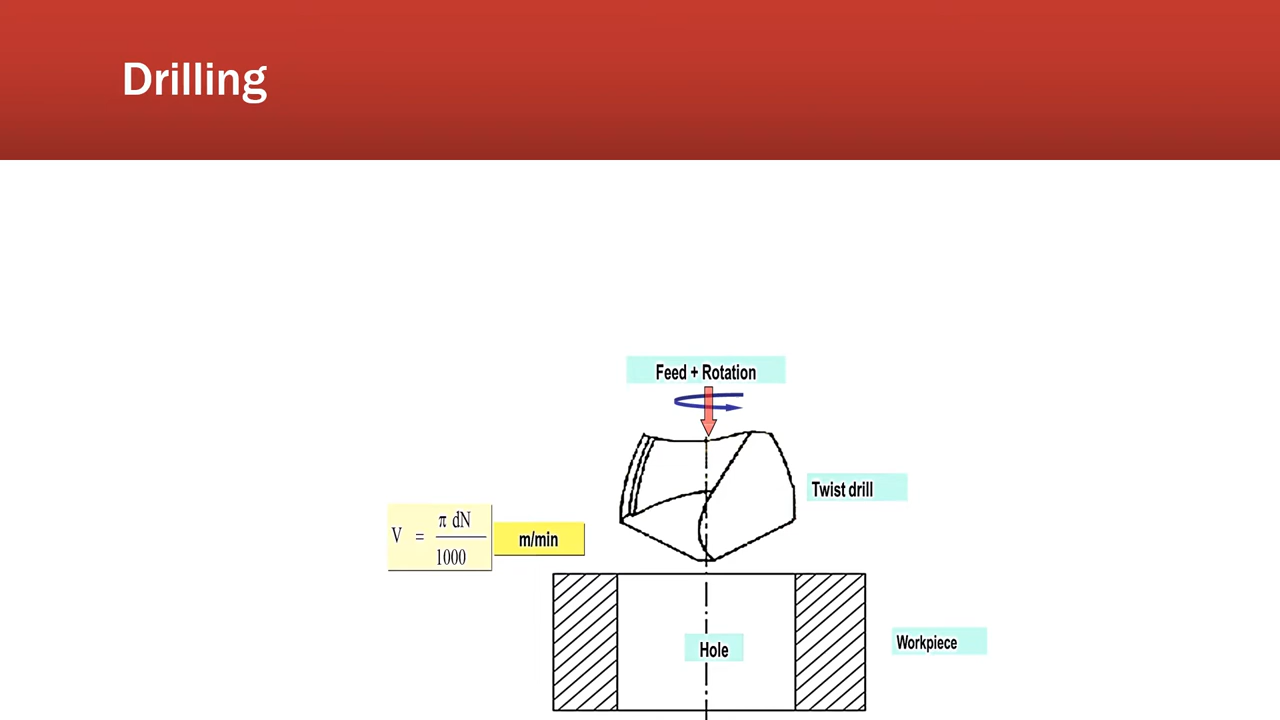 Drilling
Feed + Rotation
Twist drill
V = π dN / 1000 m/min
Workpiece
Hole